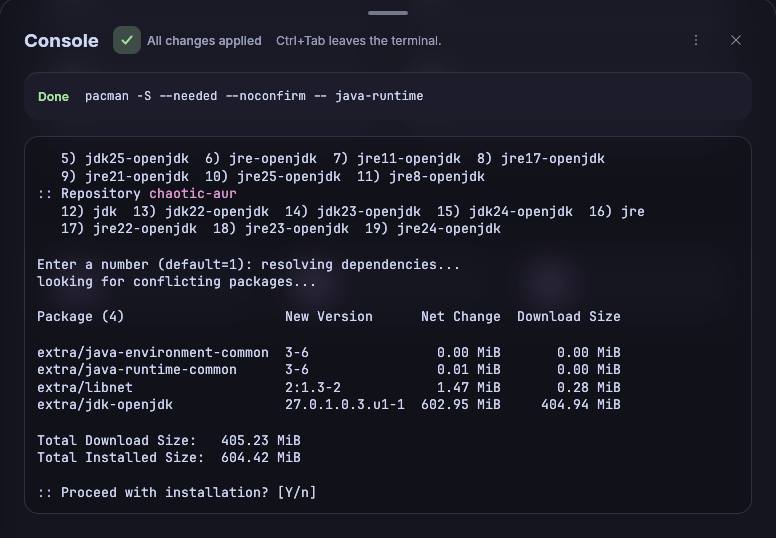 Console All changes applied Ctrl+Tab leaves the terminal.
Done pacman -S --needed --noconfirm -- java-runtime
5) jdk25-openjdk 6) jre-openjdk 7) jre11-openjdk 8) jre17-openjdk
9) jre21-openjdk 10) jre25-openjdk 11) jre8-openjdk
:: Repository chaotic-aur
12) jdk 13) jdk22-openjdk 14) jdk23-openjdk 15) jdk24-openjdk 16) jre
17) jre22-openjdk 18) jre23-openjdk 19) jre24-openjdk
Enter a number (default=1): resolving dependencies...
looking for conflicting packages...
Package (4) New Version Net Change Download Size
extra/java-environment-common 3-6 0.00 MiB 0.00 MiB
extra/java-runtime-common 3-6 0.01 MiB 0.00 MiB
extra/libnet 2:1.3-2 1.47 MiB 0.28 MiB
extra/jdk-openjdk 27.0.1.0.3.u1-1 602.95 MiB 404.94 MiB
Total Download Size: 405.23 MiB
Total Installed Size: 604.42 MiB
:: Proceed with installation? [Y/n]